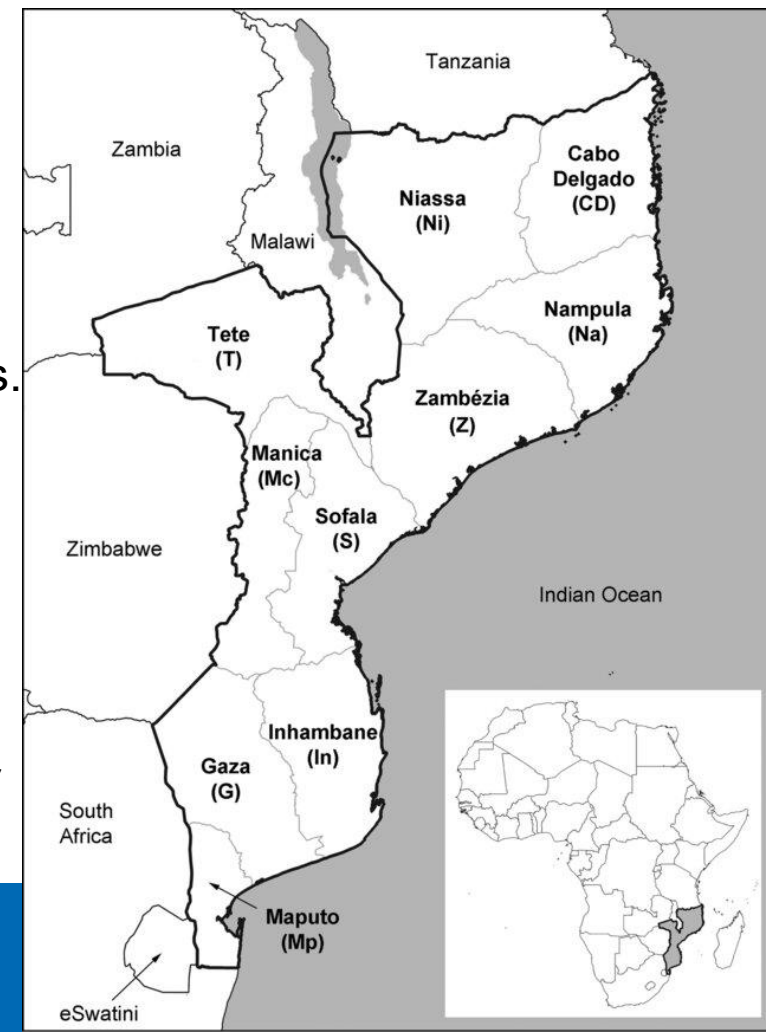 Tanzania
Zambia
Cabo
Delgado
(CD)
Niassa
(Ni)
Malawi
Nampula
(Na)
Tete
(T)
s.
Zambézia
(Z)
Manica
(Mc)
Sofala
(S)
Zimbabwe
Indian Ocean
Inhambane
(In)
Gaza
(G)
South
Africa
Maputo
(Mp)
eSwatini